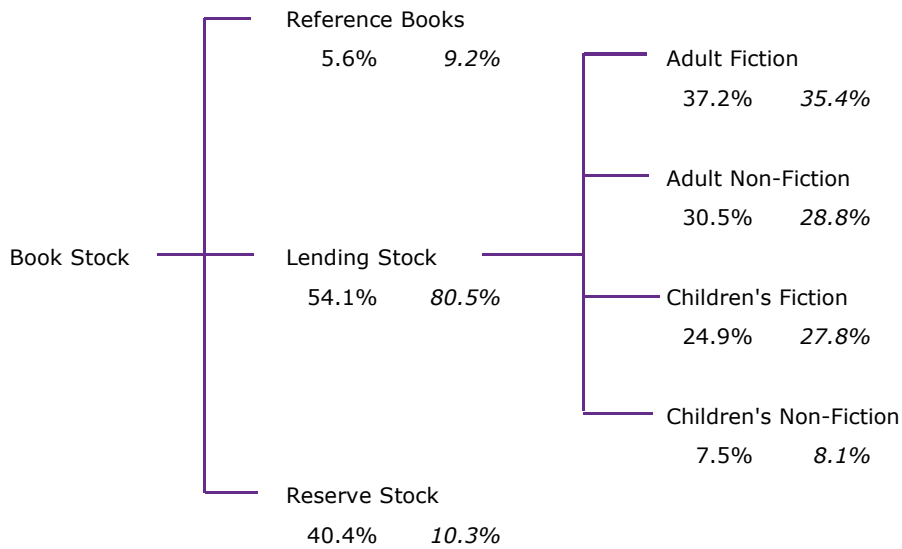 Reference Books
5.6% 9.2%
Adult Fiction
37.2% 35.4%
Adult Non-Fiction
30.5% 28.8%
Book Stock
Lending Stock
54.1% 80.5%
Children's Fiction
24.9% 27.8%
Children's Non-Fiction
7.5% 8.1%
Reserve Stock
40.4% 10.3%